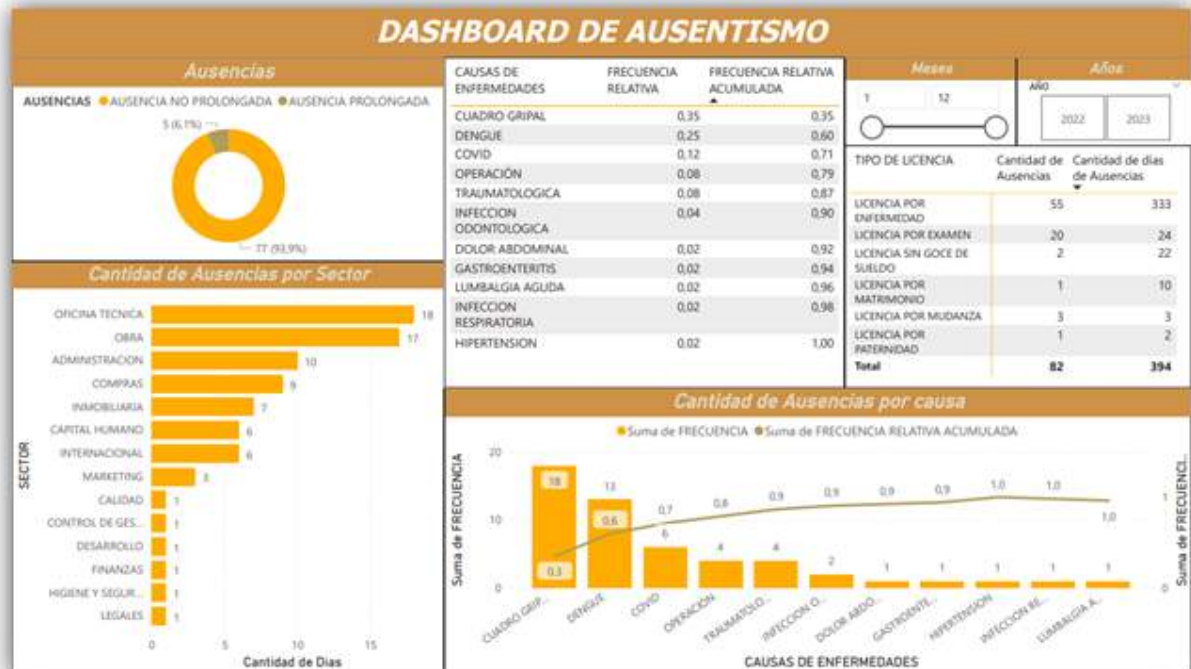 DASHBOARD DE AUSENTISMO
Ausencias
AUSENCIAS AUSENCIA NO PROLONGADA AUSENCIA PROLONGADA
5 (6,1%)
77 (93,9%)
Cantidad de Ausencias por Sector
SECTOR
OFICINA TECNICA 18
OBRA 17
ADMINISTRACION 10
COMPRAS 9
INMOBILIARIA 7
CAPITAL HUMANO 6
INTERNACIONAL 6
MARKETING 3
CALIDAD 1
CONTROL DE GES... 1
DESARROLLO 1
FINANZAS 1
HIGIENE Y SEGUR... 1
LEGALES 1
0 5 10 15
Cantidad de Dias
CAUSAS DE ENFERMEDADES FRECUENCIA RELATIVA FRECUENCIA RELATIVA ACUMULADA
CUADRO GRIPAL 0,35 0,35
DENGUE 0,25 0,60
COVID 0,12 0,71
OPERACIÓN 0,08 0,79
TRAUMATOLOGICA 0,08 0,87
INFECCION ODONTOLOGICA 0,04 0,90
DOLOR ABDOMINAL 0,02 0,92
GASTROENTERITIS 0,02 0,94
LUMBALGIA AGUDA 0,02 0,96
INFECCION RESPIRATORIA 0,02 0,98
HIPERTENSION 0,02 1,00
Meses
1 12
Años
AÑO
2022 2023
TIPO DE LICENCIA Cantidad de Ausencias Cantidad de dias de Ausencias
LICENCIA POR ENFERMEDAD 55 333
LICENCIA POR EXAMEN 20 24
LICENCIA SIN GOCE DE SUELDO 2 22
LICENCIA POR MATRIMONIO 1 10
LICENCIA POR MUDANZA 3 3
LICENCIA POR PATERNIDAD 1 2
Total 82 394
Cantidad de Ausencias por causa
Suma de FRECUENCIA Suma de FRECUENCIA RELATIVA ACUMULADA
Suma de FRECUENCIA
20
10
0
18 13 6 4 4 2 1 1 1 1 1
0,3 0,6 0,7 0,8 0,9 0,9 0,9 0,9 1,0 1,0 1,0
1
0
Suma de FRECUENCI...
CUADRO GRIP... DENGUE COVID OPERACIÓN TRAUMATOLO... INFECCION O... DOLOR ABDO... GASTROENTE... HIPERTENSION INFECCION RE... LUMBALGIA A...
CAUSAS DE ENFERMEDADES